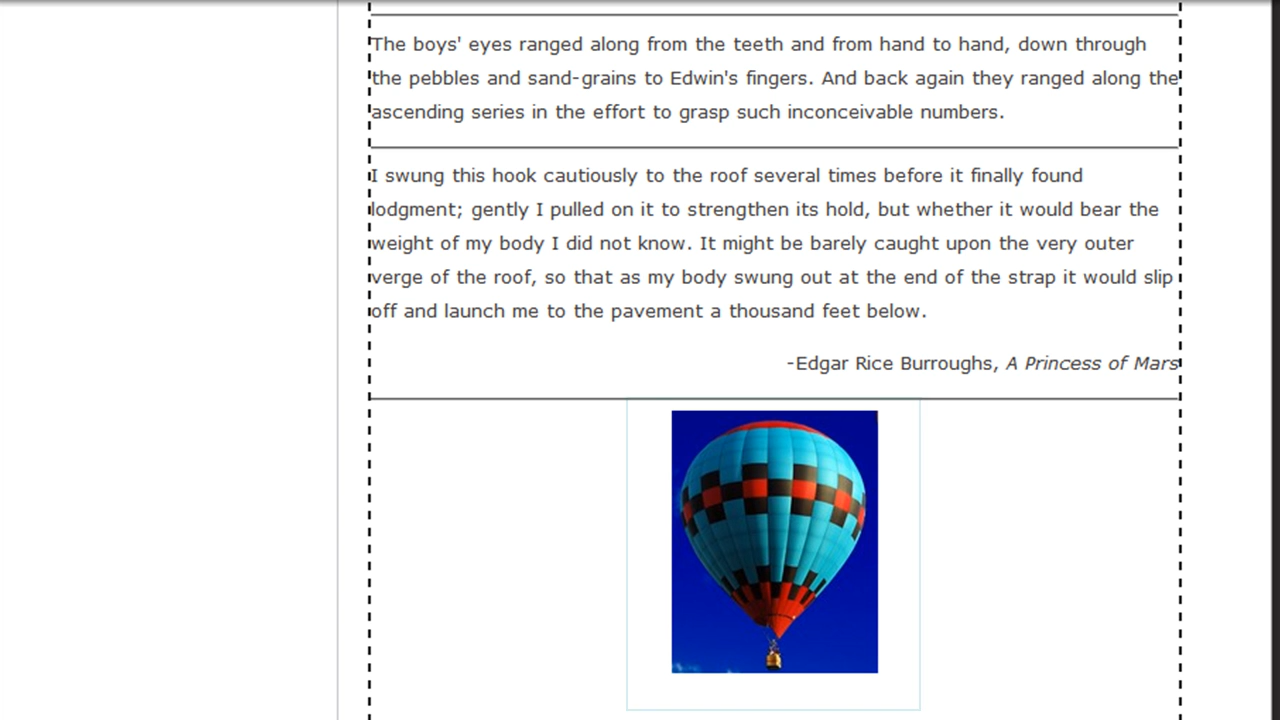 The boys' eyes ranged along from the teeth and from hand to hand, down through
the pebbles and sand-grains to Edwin's fingers. And back again they ranged along the
ascending series in the effort to grasp such inconceivable numbers.
I swung this hook cautiously to the roof several times before it finally found
lodgment; gently I pulled on it to strengthen its hold, but whether it would bear the
weight of my body I did not know. It might be barely caught upon the very outer
verge of the roof, so that as my body swung out at the end of the strap it would slip
off and launch me to the pavement a thousand feet below.
-Edgar Rice Burroughs, A Princess of Mars